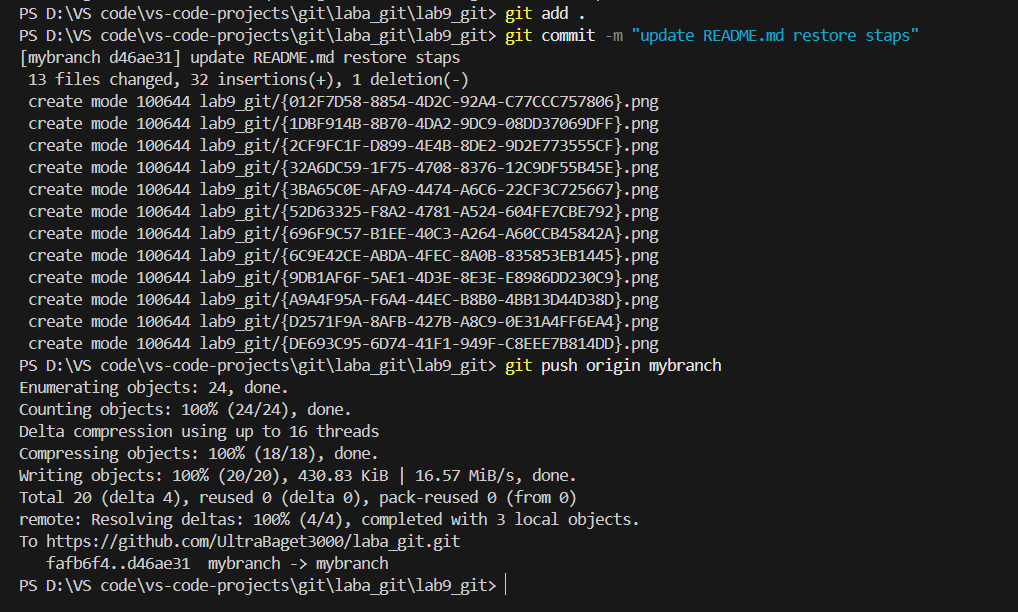 PS D:\VS code\vs-code-projects\git\laba_git\lab9_git> git add .
PS D:\VS code\vs-code-projects\git\laba_git\lab9_git> git commit -m "update README.md restore staps"
[mybranch d46ae31] update README.md restore staps
 13 files changed, 32 insertions(+), 1 deletion(-)
 create mode 100644 lab9_git/{012F7D58-8854-4D2C-92A4-C77CCC757806}.png
 create mode 100644 lab9_git/{1DBF914B-8B70-4DA2-9DC9-08DD37069DFF}.png
 create mode 100644 lab9_git/{2CF9FC1F-D899-4E4B-8DE2-9D2E773555CF}.png
 create mode 100644 lab9_git/{32A6DC59-1F75-4708-8376-12C9DF55B45E}.png
 create mode 100644 lab9_git/{3BA65C0E-AFA9-4474-A6C6-22CF3C725667}.png
 create mode 100644 lab9_git/{52D63325-F8A2-4781-A524-604FE7CBE792}.png
 create mode 100644 lab9_git/{696F9C57-B1EE-40C3-A264-A60CCB45842A}.png
 create mode 100644 lab9_git/{6C9E42CE-ABDA-4FEC-8A0B-835853EB1445}.png
 create mode 100644 lab9_git/{9DB1AF6F-5AE1-4D3E-8E3E-E8986DD230C9}.png
 create mode 100644 lab9_git/{A9A4F95A-F6A4-44EC-B8B0-4BB13D44D38D}.png
 create mode 100644 lab9_git/{D2571F9A-8AFB-427B-A8C9-0E31A4FF6EA4}.png
 create mode 100644 lab9_git/{DE693C95-6D74-41F1-949F-C8EEE7B814DD}.png
PS D:\VS code\vs-code-projects\git\laba_git\lab9_git> git push origin mybranch
Enumerating objects: 24, done.
Counting objects: 100% (24/24), done.
Delta compression using up to 16 threads
Compressing objects: 100% (18/18), done.
Writing objects: 100% (20/20), 430.83 KiB | 16.57 MiB/s, done.
Total 20 (delta 4), reused 0 (delta 0), pack-reused 0 (from 0)
remote: Resolving deltas: 100% (4/4), completed with 3 local objects.
To https://github.com/UltraBaget3000/laba_git.git
   fafb6f4..d46ae31  mybranch -> mybranch
PS D:\VS code\vs-code-projects\git\laba_git\lab9_git>